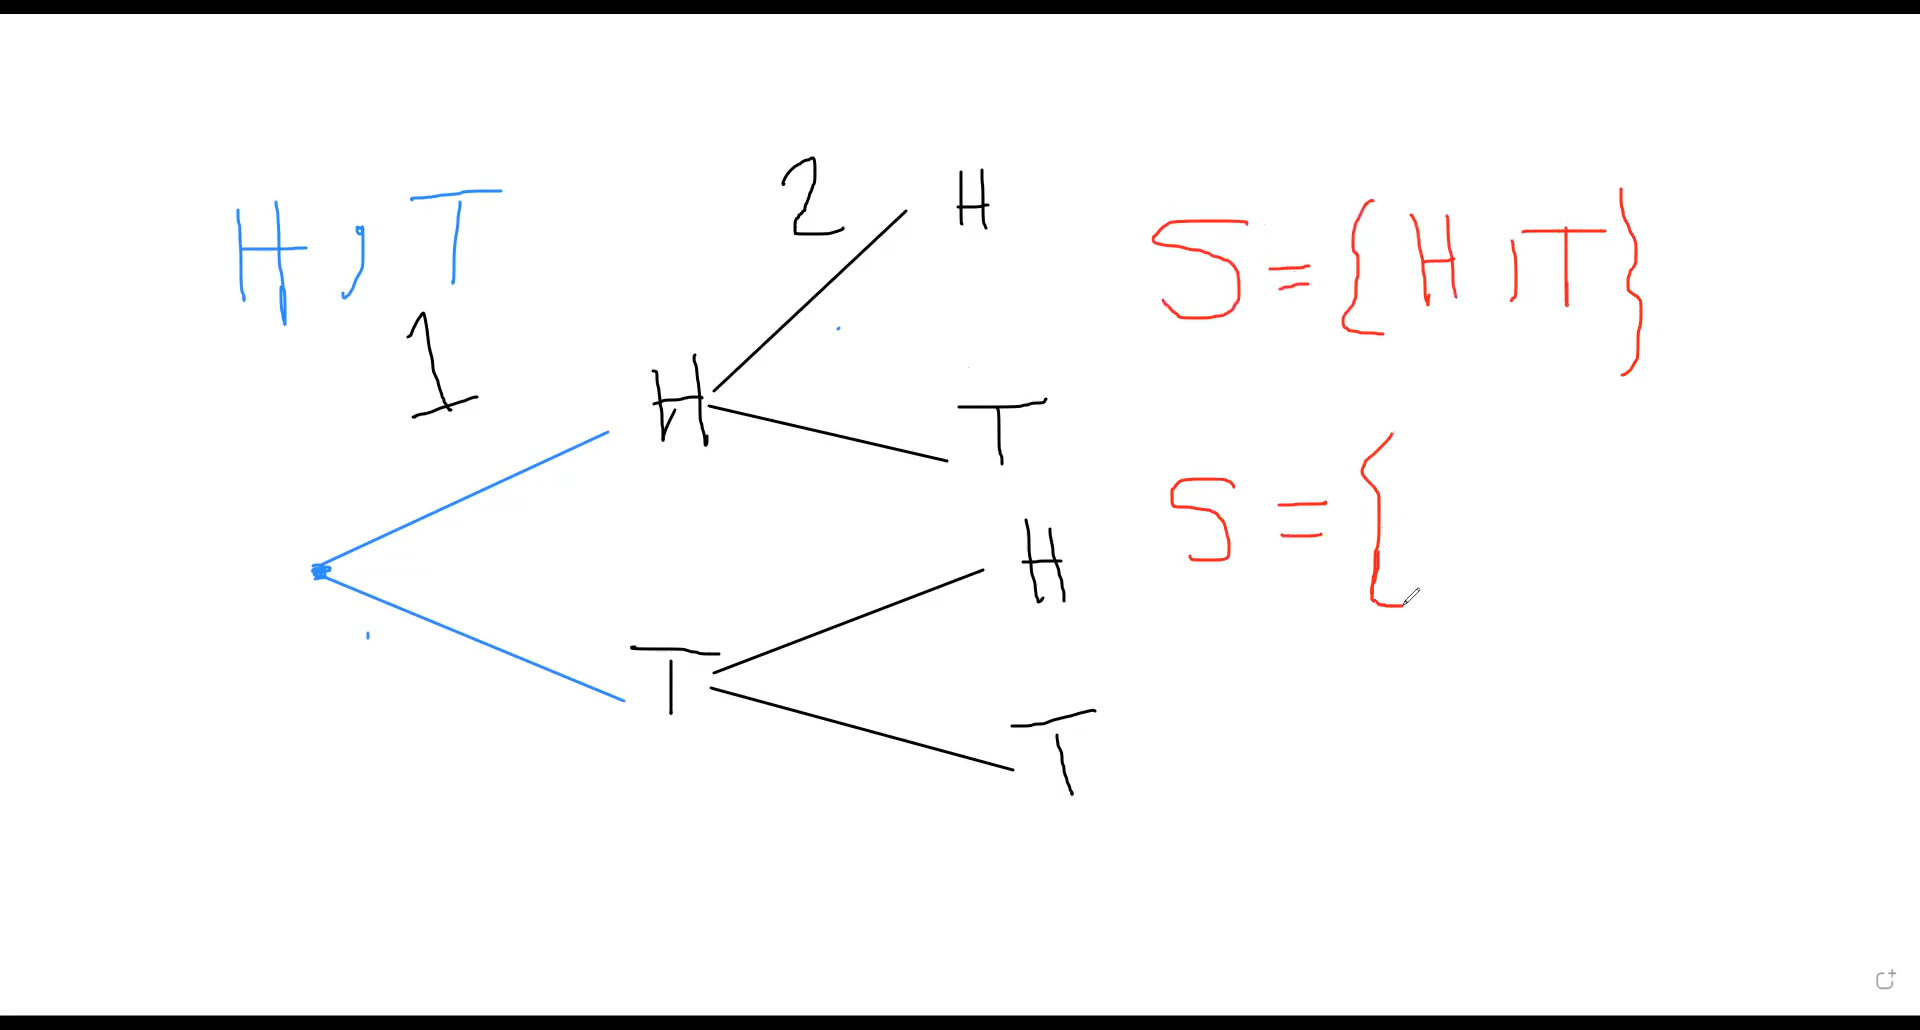 H, T
1
2
H
T
H
T
H
T
S = { H , T }
S = {